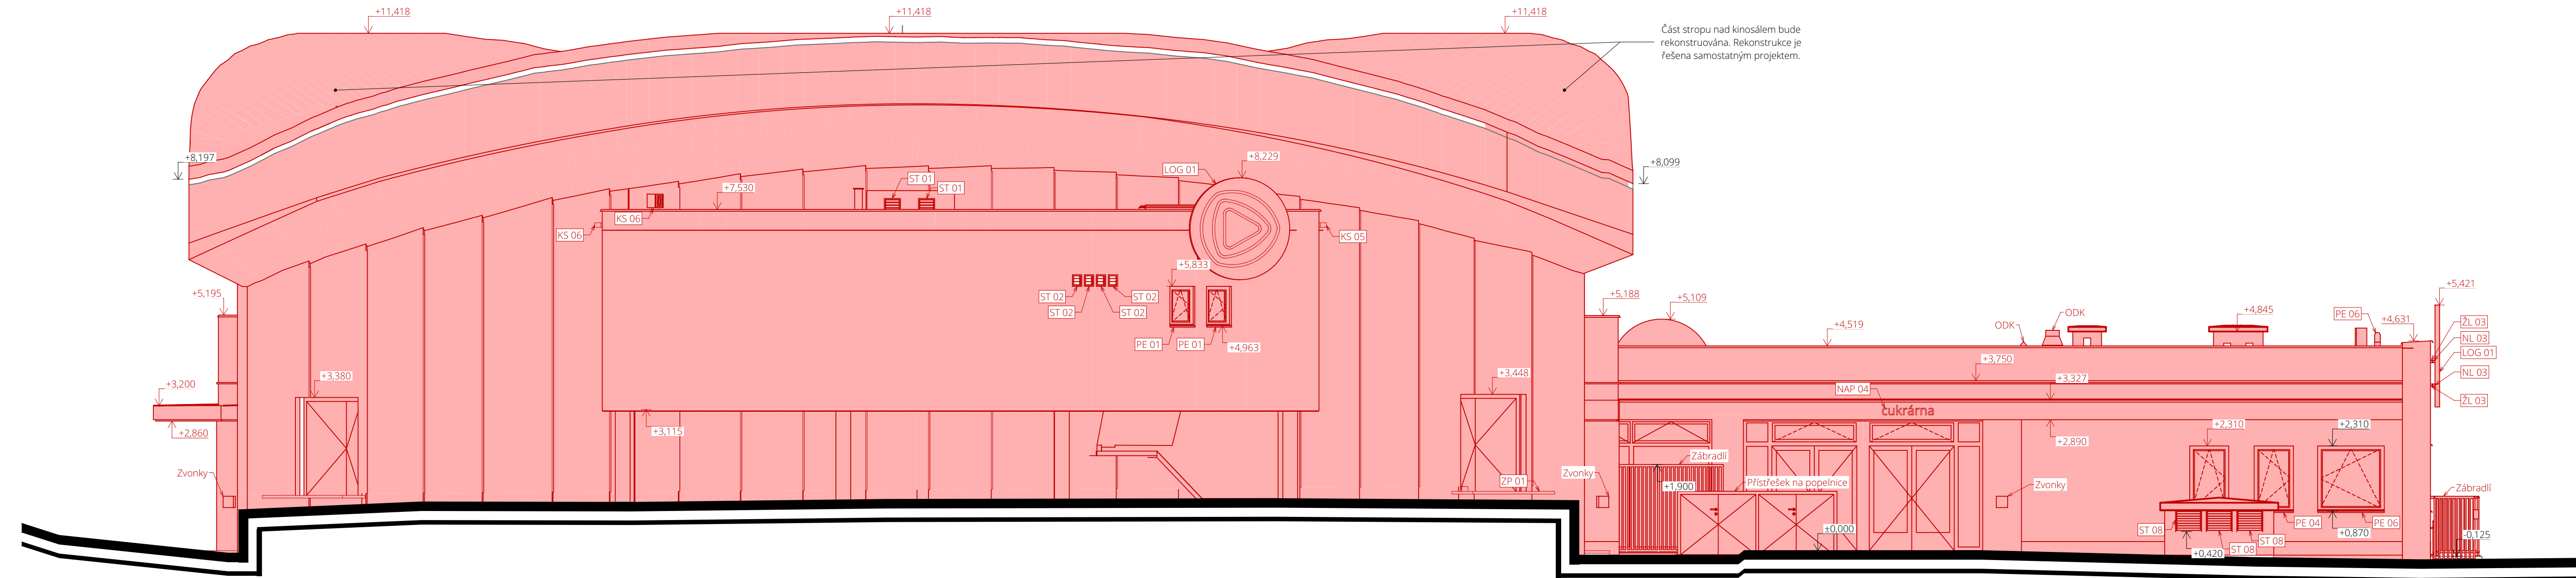 +11,418
+11,418
+11,418
Část stropu nad kinosálem bude
rekonstruována. Rekonstrukce je
řešena samostatným projektem.
+8,197
LOG 01
+8,229
+8,099
ST 01
ST 01
+7,530
KS 06
KS 06
KS 05
+5,833
ST 02
ST 02
ST 02
ST 02
PE 01
PE 01
+4,963
+5,195
+5,188
+5,109
+4,519
ODK
ODK
+4,845
PE 06
+4,631
+5,421
ŽL 03
NL 03
LOG 01
NL 03
ŽL 03
+3,200
+3,380
+2,860
+3,115
+3,448
+3,750
+3,327
NAP 04
cukrárna
+2,890
+2,310
+2,310
Zvonky
ZP 01
Zvonky
Zábradlí
+1,900
Přístřešek na popelnice
Zvonky
Zábradlí
±0,000
ST 08
+0,420
ST 08
ST 08
PE 04
PE 06
+0,870
-0,125